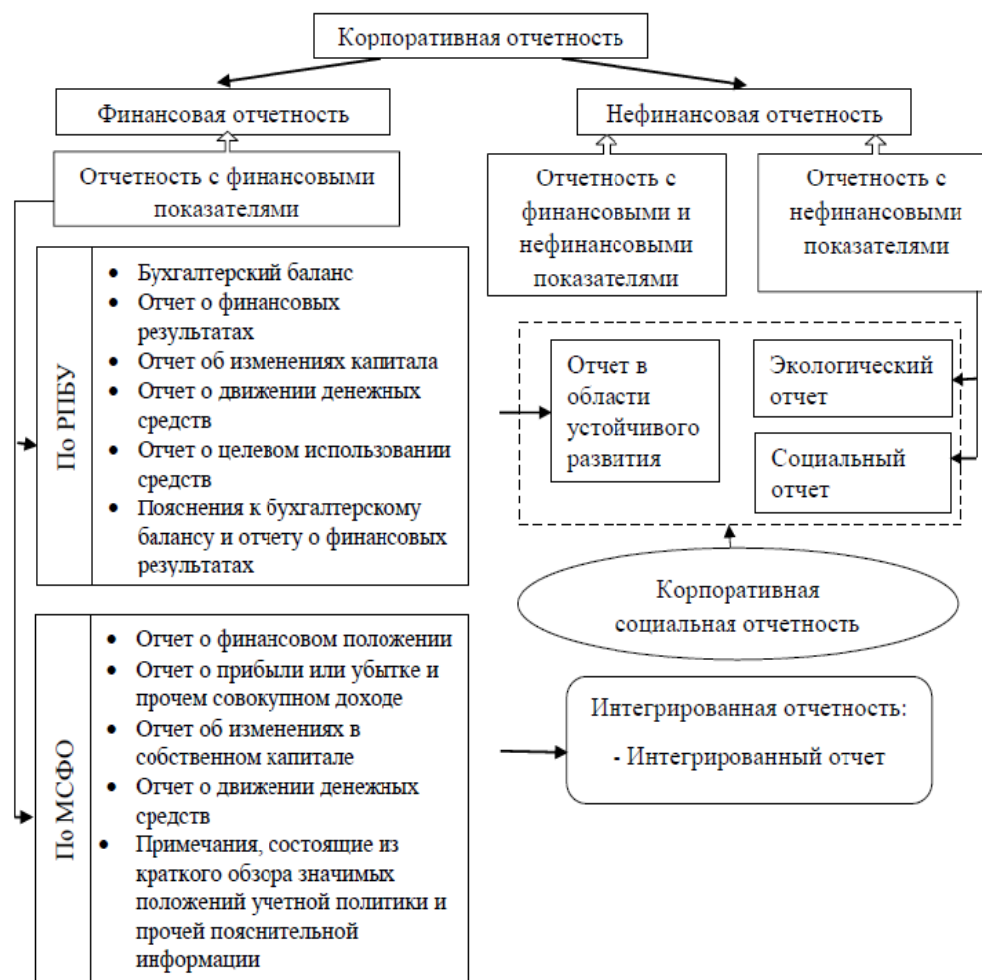 Корпоративная отчетность
Финансовая отчетность
Нефинансовая отчетность
Отчетность с финансовыми
показателями
Отчетность с
финансовыми и
нефинансовыми
показателями
Отчетность с
нефинансовыми
показателями
По РПБУ
• Бухгалтерский баланс
• Отчет о финансовых
результатах
• Отчет об изменениях капитала
• Отчет о движении денежных
средств
• Отчет о целевом использовании
средств
• Пояснения к бухгалтерскому
балансу и отчету о финансовых
результатах
Отчет в
области
устойчивого
развития
Экологический
отчет
Социальный
отчет
Корпоративная
социальная отчетность
По МСФО
• Отчет о финансовом положении
• Отчет о прибыли или убытке и
прочем совокупном доходе
• Отчет об изменениях в
собственном капитале
• Отчет о движении денежных
средств
• Примечания, состоящие из
краткого обзора значимых
положений учетной политики и
прочей пояснительной
информации
Интегрированная отчетность:
- Интегрированный отчет